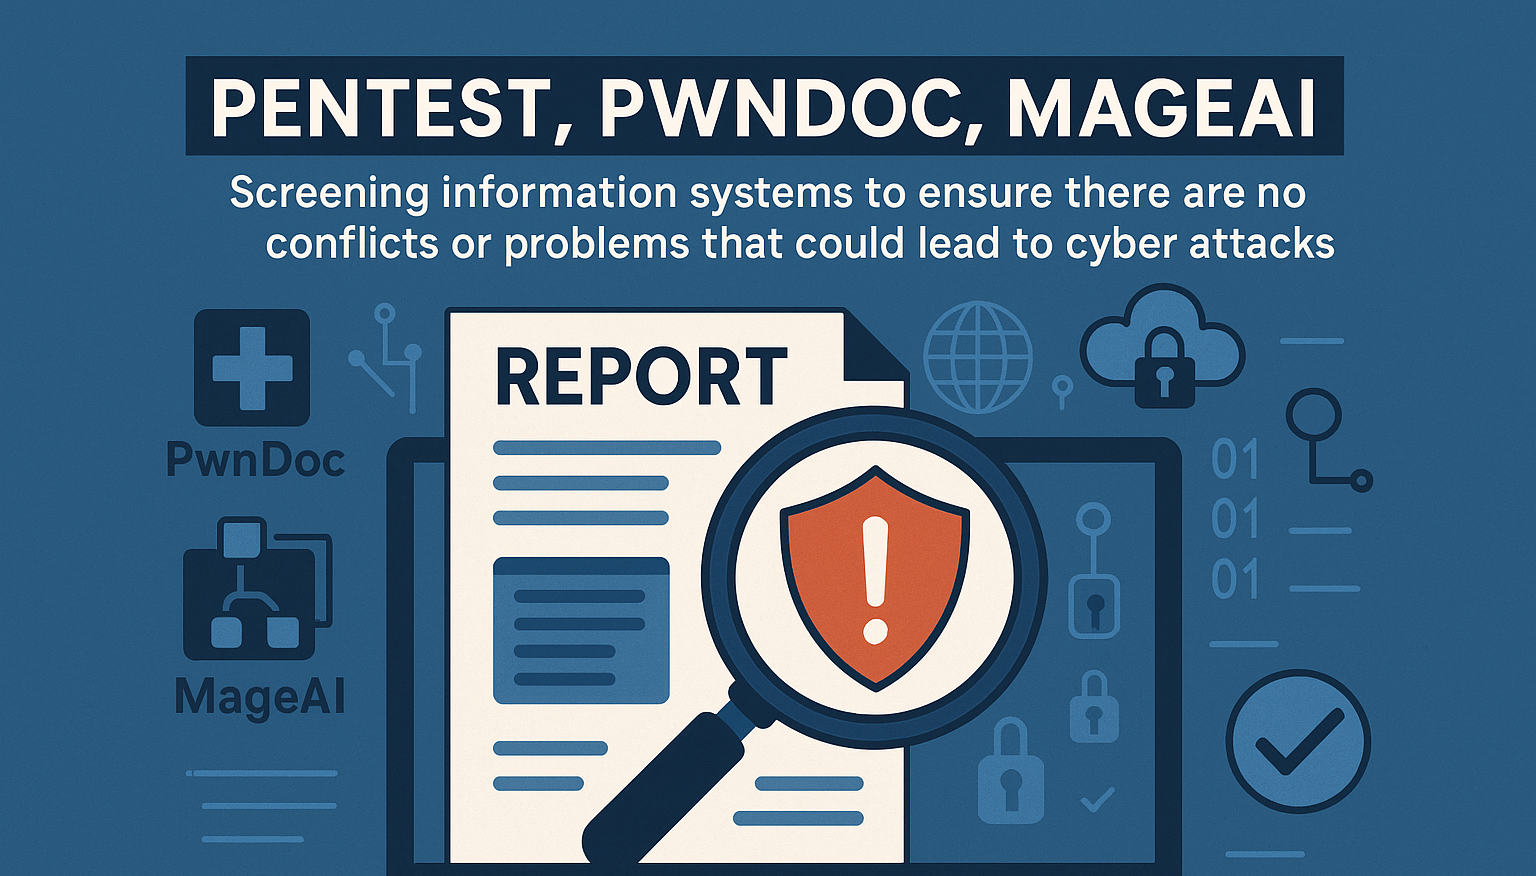 PENTEST, PWNDOC, MAGEAI
Screening information systems to ensure there are no
conflicts or problems that could lead to cyber attacks
REPORT
PwnDoc
MageAI
01
01
01